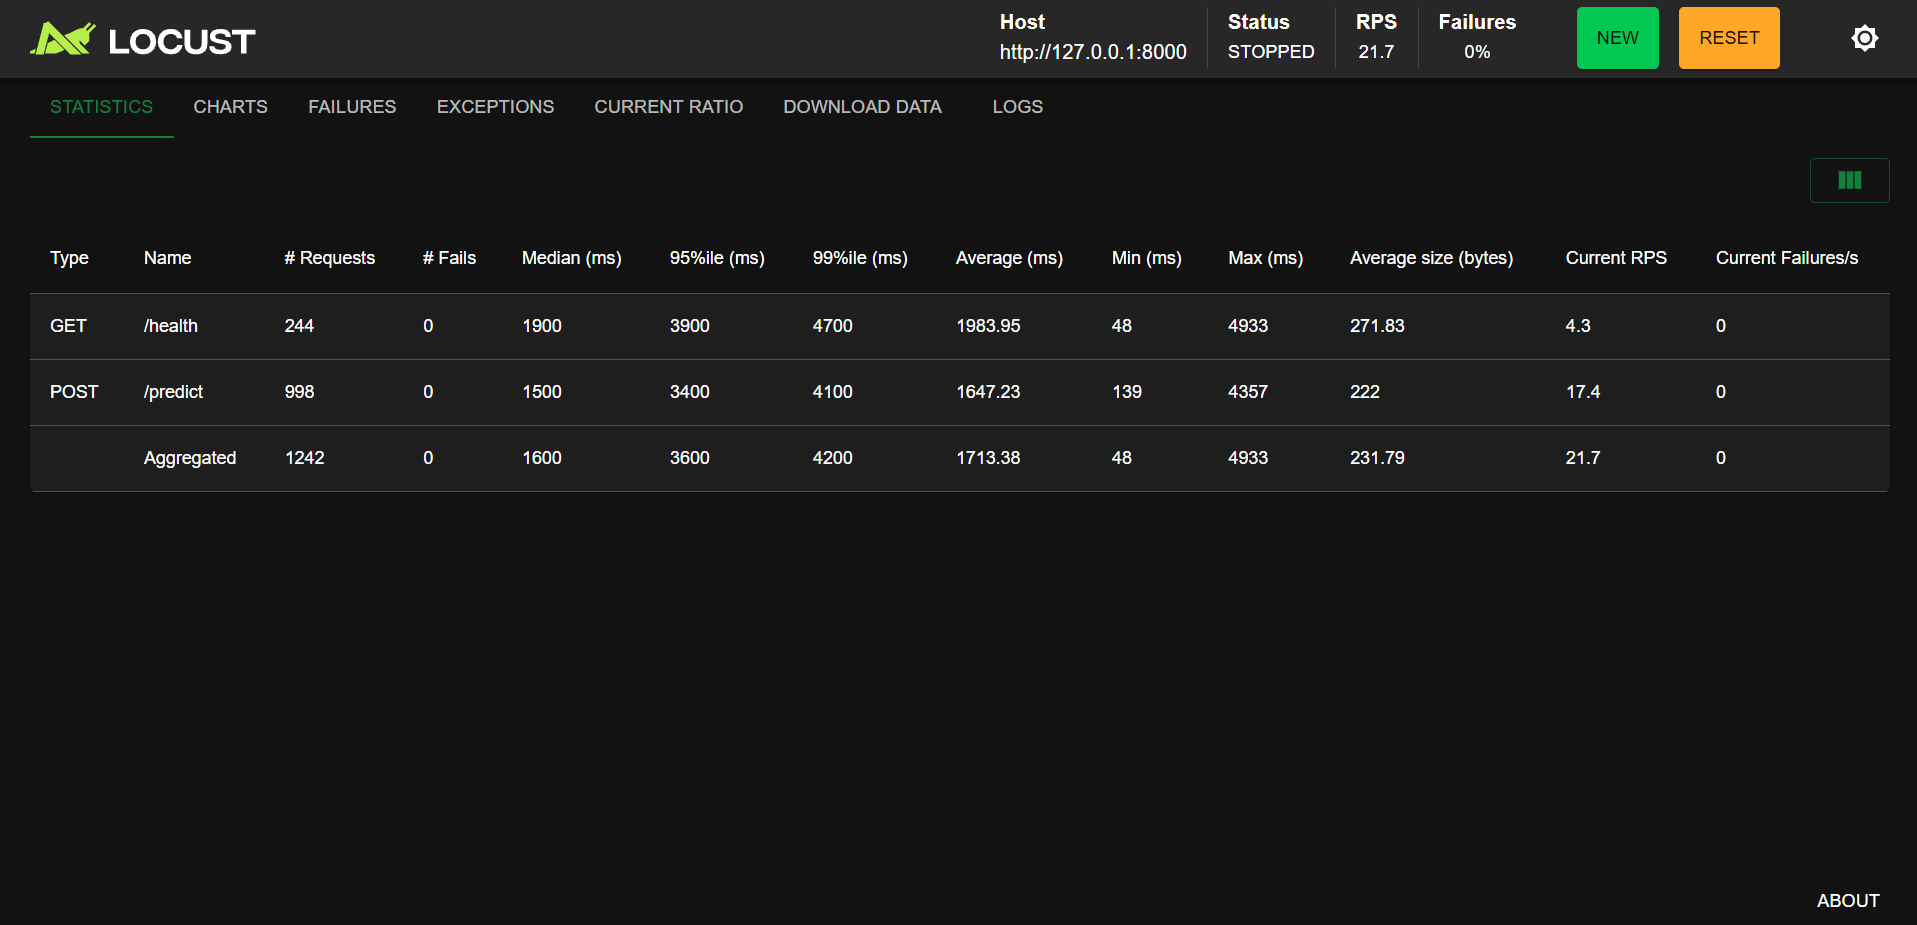 LOCUST
Host
http://127.0.0.1:8000
Status
STOPPED
RPS
21.7
Failures
0%
NEW
RESET
STATISTICS CHARTS FAILURES EXCEPTIONS CURRENT RATIO DOWNLOAD DATA LOGS
Type Name # Requests # Fails Median (ms) 95%ile (ms) 99%ile (ms) Average (ms) Min (ms) Max (ms) Average size (bytes) Current RPS Current Failures/s
GET /health 244 0 1900 3900 4700 1983.95 48 4933 271.83 4.3 0
POST /predict 998 0 1500 3400 4100 1647.23 139 4357 222 17.4 0
Aggregated 1242 0 1600 3600 4200 1713.38 48 4933 231.79 21.7 0
ABOUT